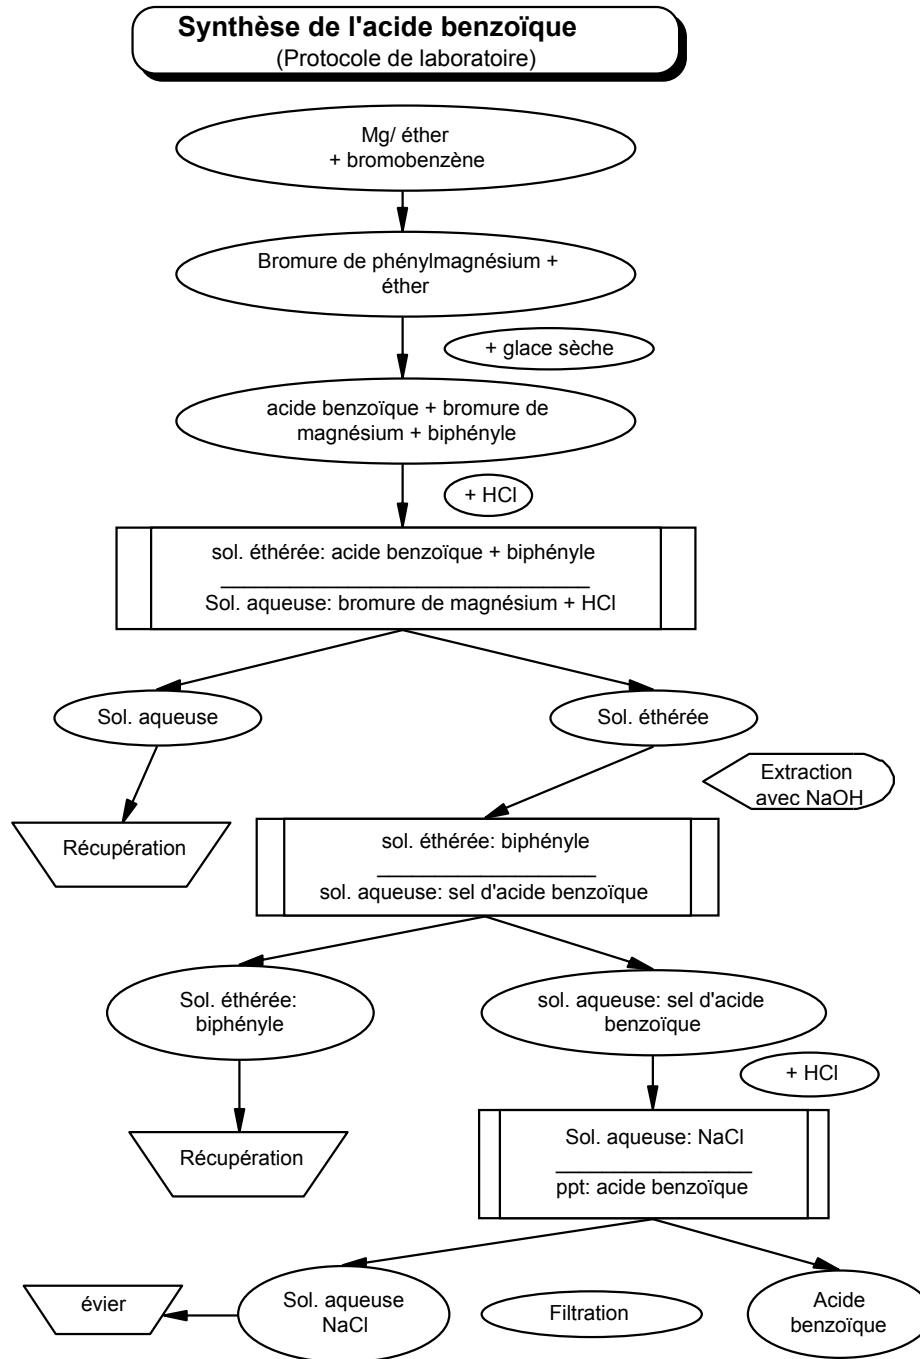 Synthèse de l'acide benzoïque
(Protocole de laboratoire)
Mg/ éther
+ bromobenzène
Bromure de phénylmagnésium +
éther
+ glace sèche
acide benzoïque + bromure de
magnésium + biphényle
+ HCl
sol. éthérée: acide benzoïque + biphényle
Sol. aqueuse: bromure de magnésium + HCl
Sol. aqueuse
Sol. éthérée
Extraction
avec NaOH
Récupération
sol. éthérée: biphényle
sol. aqueuse: sel d'acide benzoïque
Sol. éthérée:
biphényle
sol. aqueuse: sel d'acide
benzoïque
+ HCl
Récupération
Sol. aqueuse: NaCl
ppt: acide benzoïque
évier
Sol. aqueuse
NaCl
Filtration
Acide
benzoïque